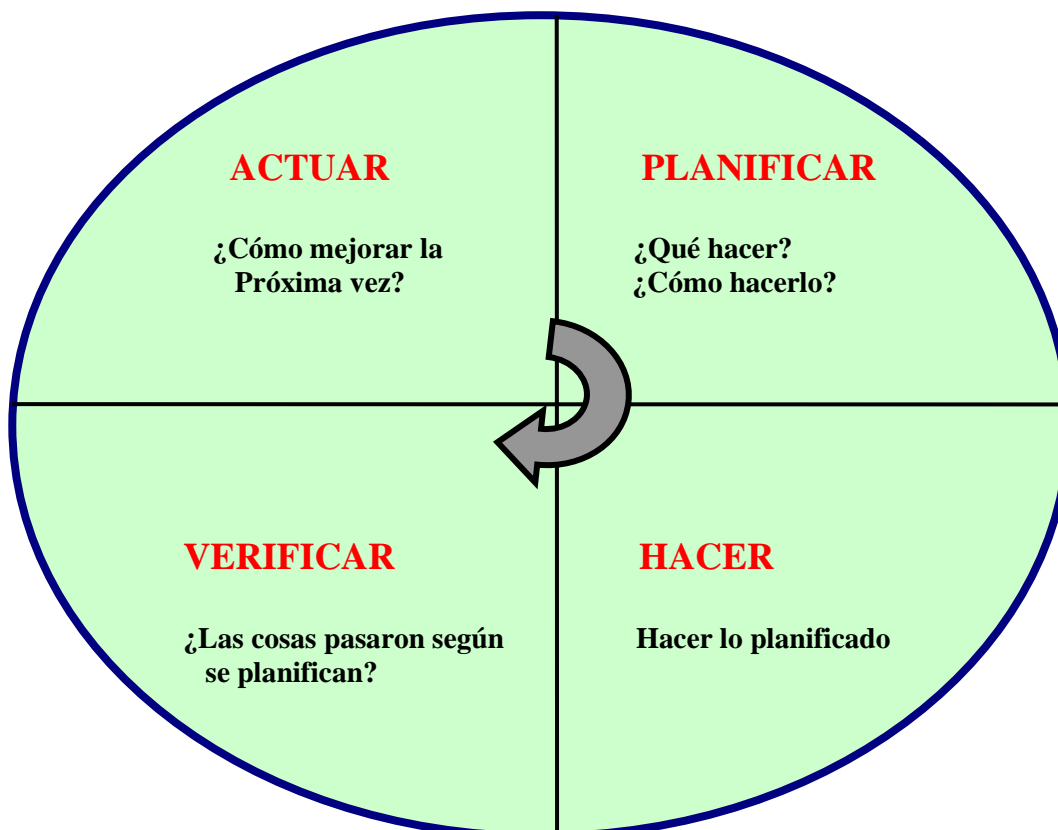 ACTUAR
¿Cómo mejorar la
Próxima vez?
PLANIFICAR
¿Qué hacer?
¿Cómo hacerlo?
VERIFICAR
¿Las cosas pasaron según
se planifican?
HACER
Hacer lo planificado